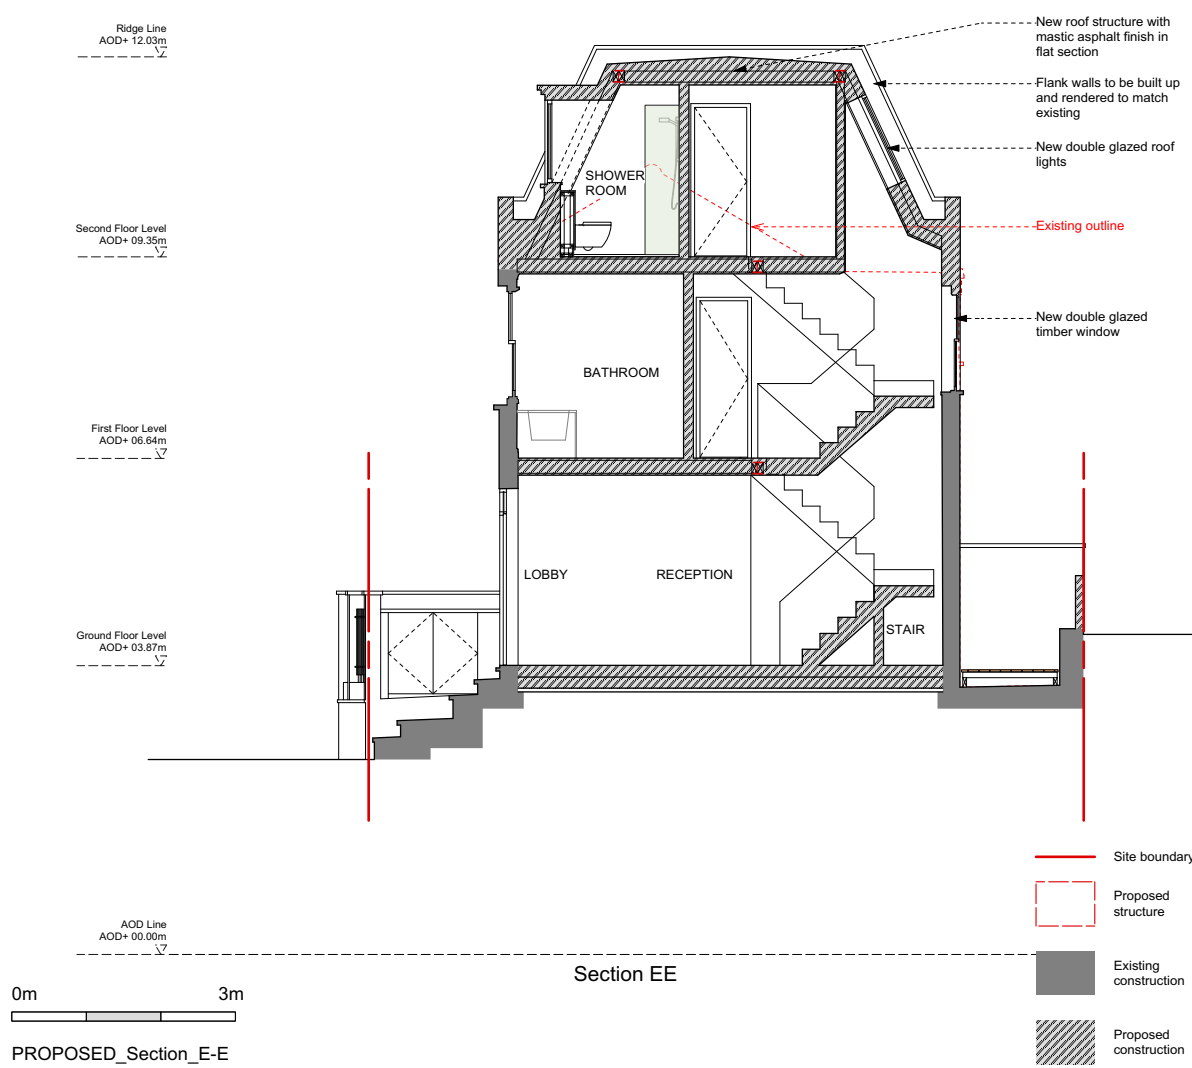 Ridge Line
AOD+ 12.03m
New roof structure with
mastic asphalt finish in
flat section
Flank walls to be built up
and rendered to match
existing
New double glazed roof
lights
SHOWER
ROOM
Second Floor Level
AOD+ 09.35m
Existing outline
New double glazed
timber window
BATHROOM
First Floor Level
AOD+ 06.64m
LOBBY
RECEPTION
STAIR
Ground Floor Level
AOD+ 03.87m
Site boundary
Proposed
structure
AOD Line
AOD+ 00.00m
Section EE
Existing
construction
0m
3m
PROPOSED_Section_E-E
Proposed
construction